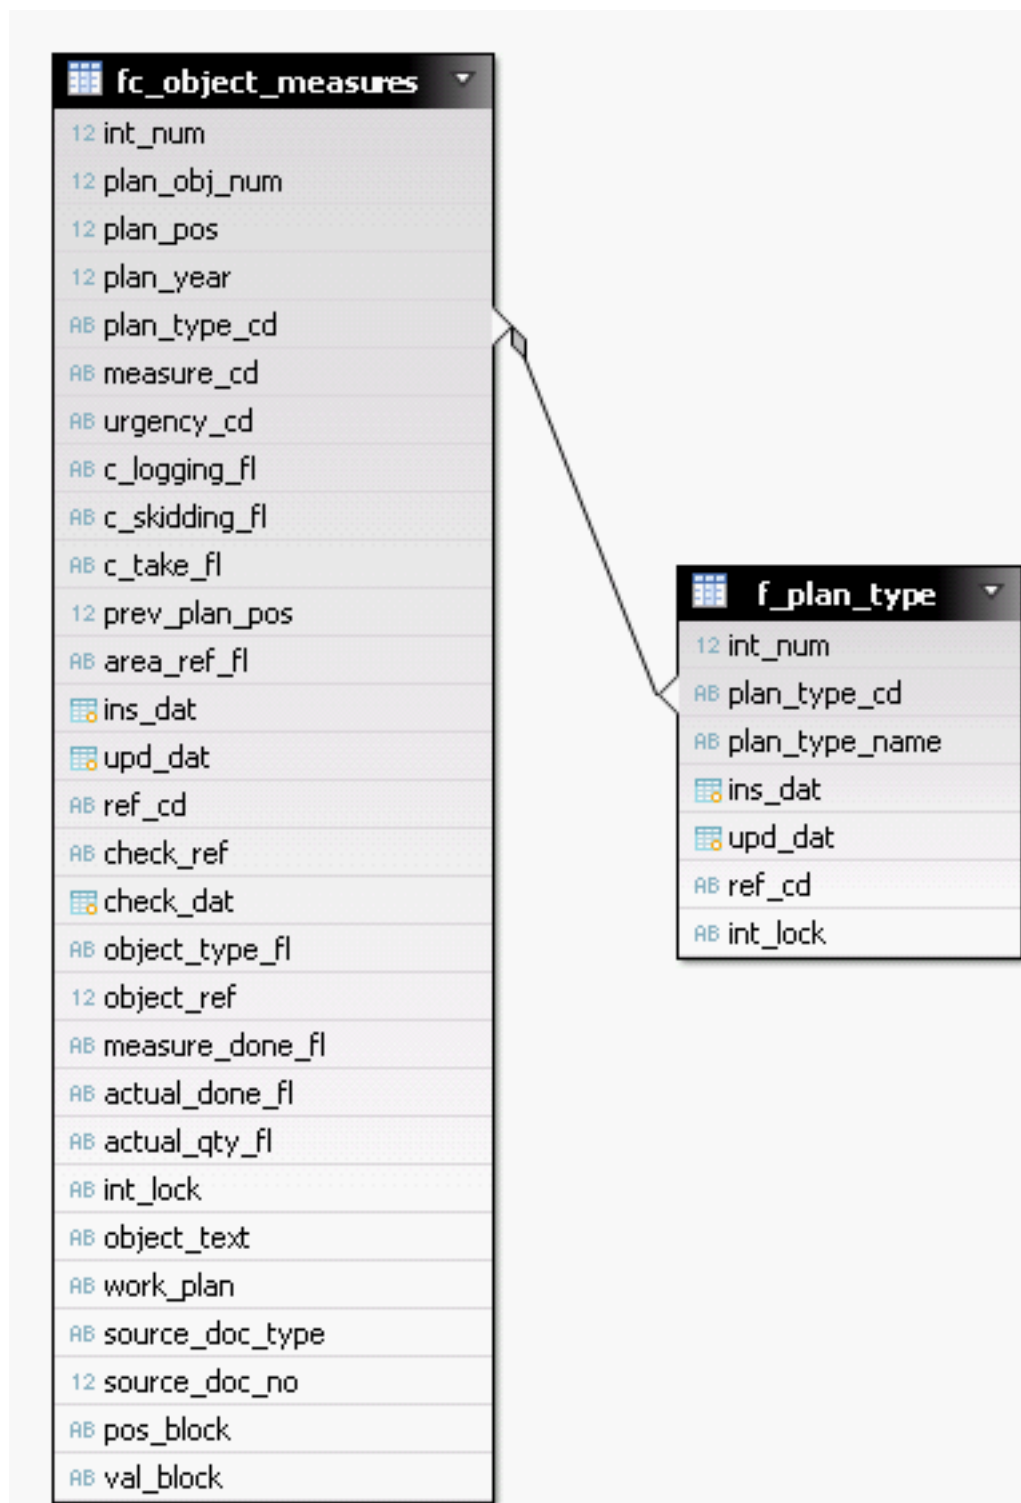 fc_object_measures
12 int_num
12 plan_obj_num
12 plan_pos
12 plan_year
AB plan_type_cd
AB measure_cd
AB urgency_cd
AB c_logging_fl
AB c_skidding_fl
AB c_take_fl
12 prev_plan_pos
AB area_ref_fl
ins_dat
upd_dat
AB ref_cd
AB check_ref
check_dat
AB object_type_fl
12 object_ref
AB measure_done_fl
AB actual_done_fl
AB actual_qty_fl
AB int_lock
AB object_text
AB work_plan
AB source_doc_type
12 source_doc_no
AB pos_block
AB val_block
f_plan_type
12 int_num
AB plan_type_cd
AB plan_type_name
ins_dat
upd_dat
AB ref_cd
AB int_lock